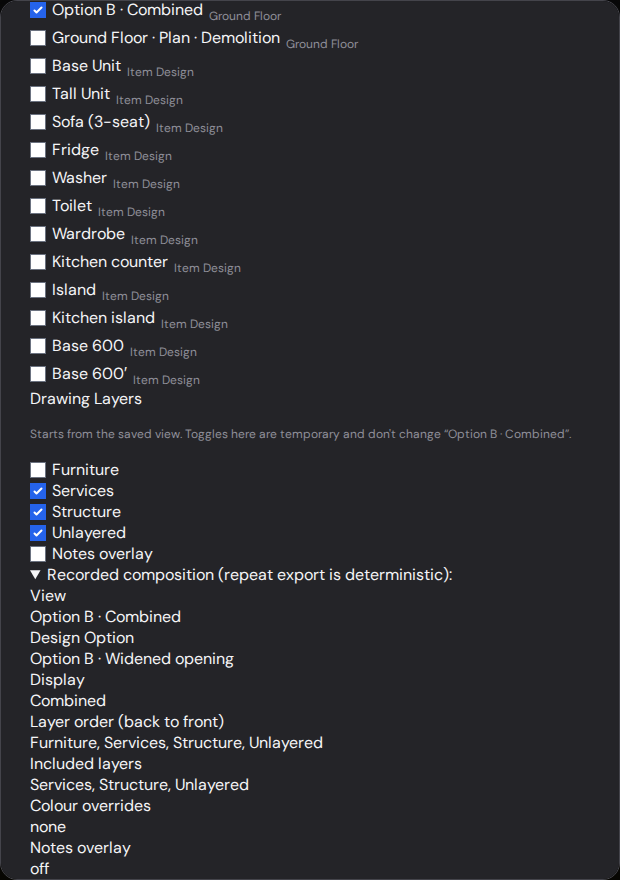 Option B · Combined Ground Floor
Ground Floor · Plan · Demolition Ground Floor
Base Unit Item Design
Tall Unit Item Design
Sofa (3-seat) Item Design
Fridge Item Design
Washer Item Design
Toilet Item Design
Wardrobe Item Design
Kitchen counter Item Design
Island Item Design
Kitchen island Item Design
Base 600 Item Design
Base 600′ Item Design
Drawing Layers
Starts from the saved view. Toggles here are temporary and don't change “Option B · Combined”.
Furniture
Services
Structure
Unlayered
Notes overlay
▼ Recorded composition (repeat export is deterministic):
View
Option B · Combined
Design Option
Option B · Widened opening
Display
Combined
Layer order (back to front)
Furniture, Services, Structure, Unlayered
Included layers
Services, Structure, Unlayered
Colour overrides
none
Notes overlay
off